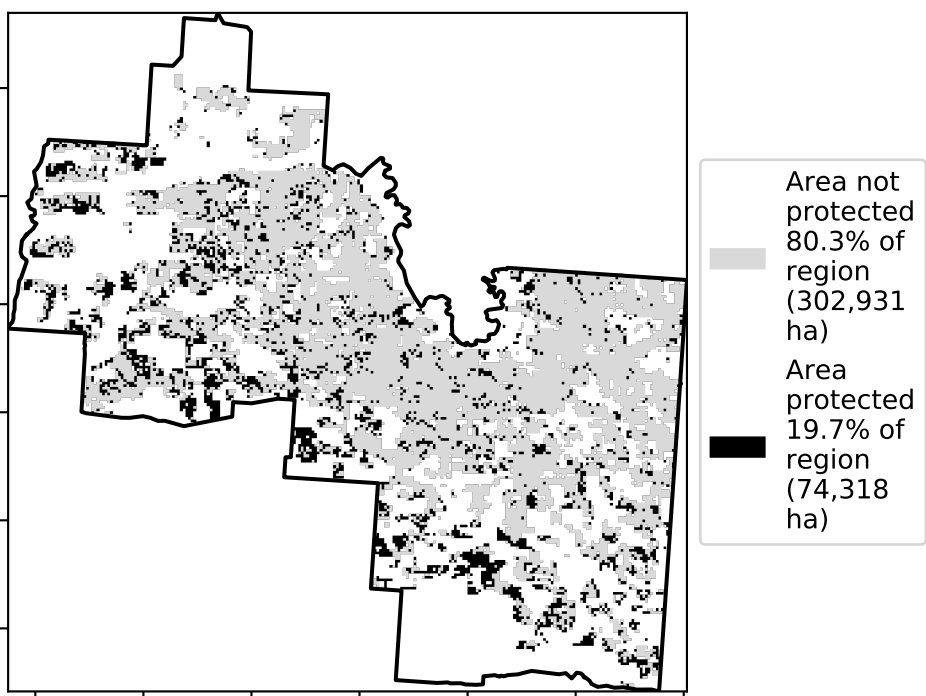 Area not
protected
80.3% of
region
(302,931
ha)
Area
protected
19.7% of
region
(74,318
ha)